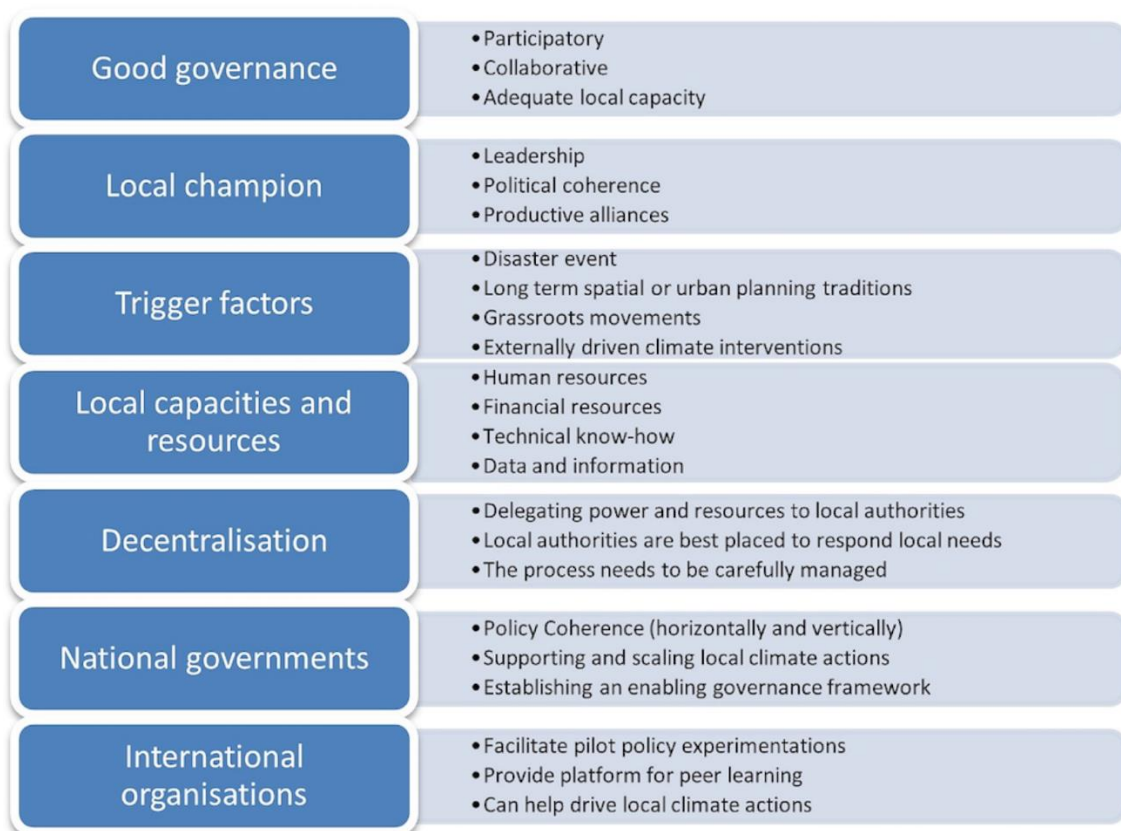 Good governance
•Participatory
•Collaborative
•Adequate local capacity
Local champion
•Leadership
•Political coherence
•Productive alliances
Trigger factors
•Disaster event
•Long term spatial or urban planning traditions
•Grassroots movements
•Externally driven climate interventions
Local capacities and
resources
•Human resources
•Financial resources
•Technical know-how
•Data and information
Decentralisation
•Delegating power and resources to local authorities
•Local authorities are best placed to respond local needs
•The process needs to be carefully managed
National governments
•Policy Coherence (horizontally and vertically)
•Supporting and scaling local climate actions
•Establishing an enabling governance framework
International
organisations
•Facilitate pilot policy experimentations
•Provide platform for peer learning
•Can help drive local climate actions